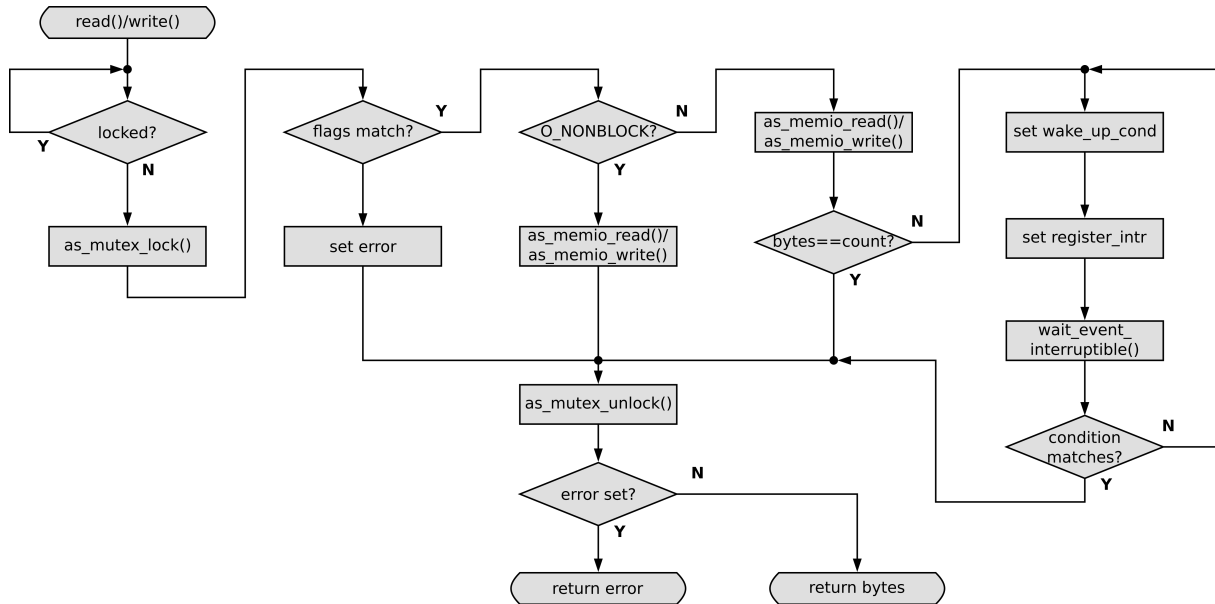 read()/write()
locked?
Y
N
as_mutex_lock()
flags match?
Y
set error
O_NONBLOCK?
N
Y
as_memio_read()/
as_memio_write()
as_memio_read()/
as_memio_write()
bytes==count?
N
Y
set wake_up_cond
set register_intr
wait_event_
interruptible()
condition
matches?
N
Y
as_mutex_unlock()
error set?
N
Y
return error
return bytes